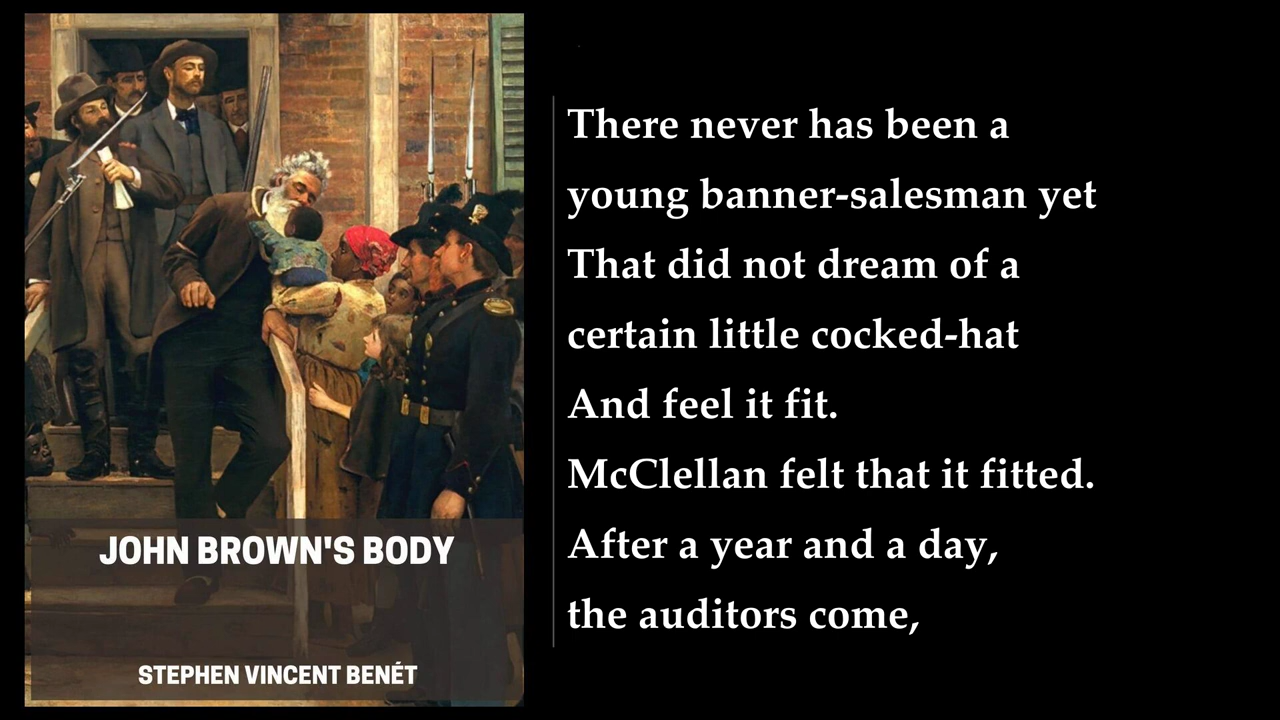 JOHN BROWN'S BODY
STEPHEN VINCENT BENÉT
There never has been a
young banner-salesman yet
That did not dream of a
certain little cocked-hat
And feel it fit.
McClellan felt that it fitted.
After a year and a day,
the auditors come,